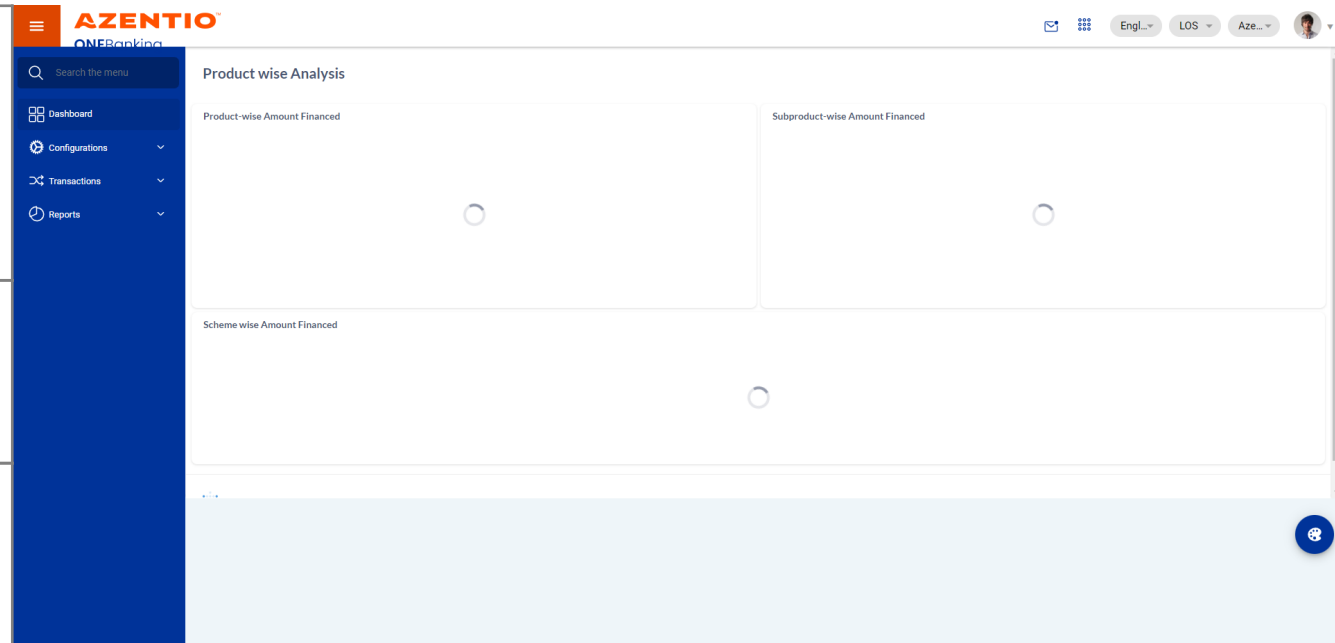 AZENTIO
ONEBanking
Engl...
LOS
Aze...
Search the menu
Dashboard
Configurations
Transactions
Reports
Product wise Analysis
Product-wise Amount Financed
Subproduct-wise Amount Financed
Scheme wise Amount Financed